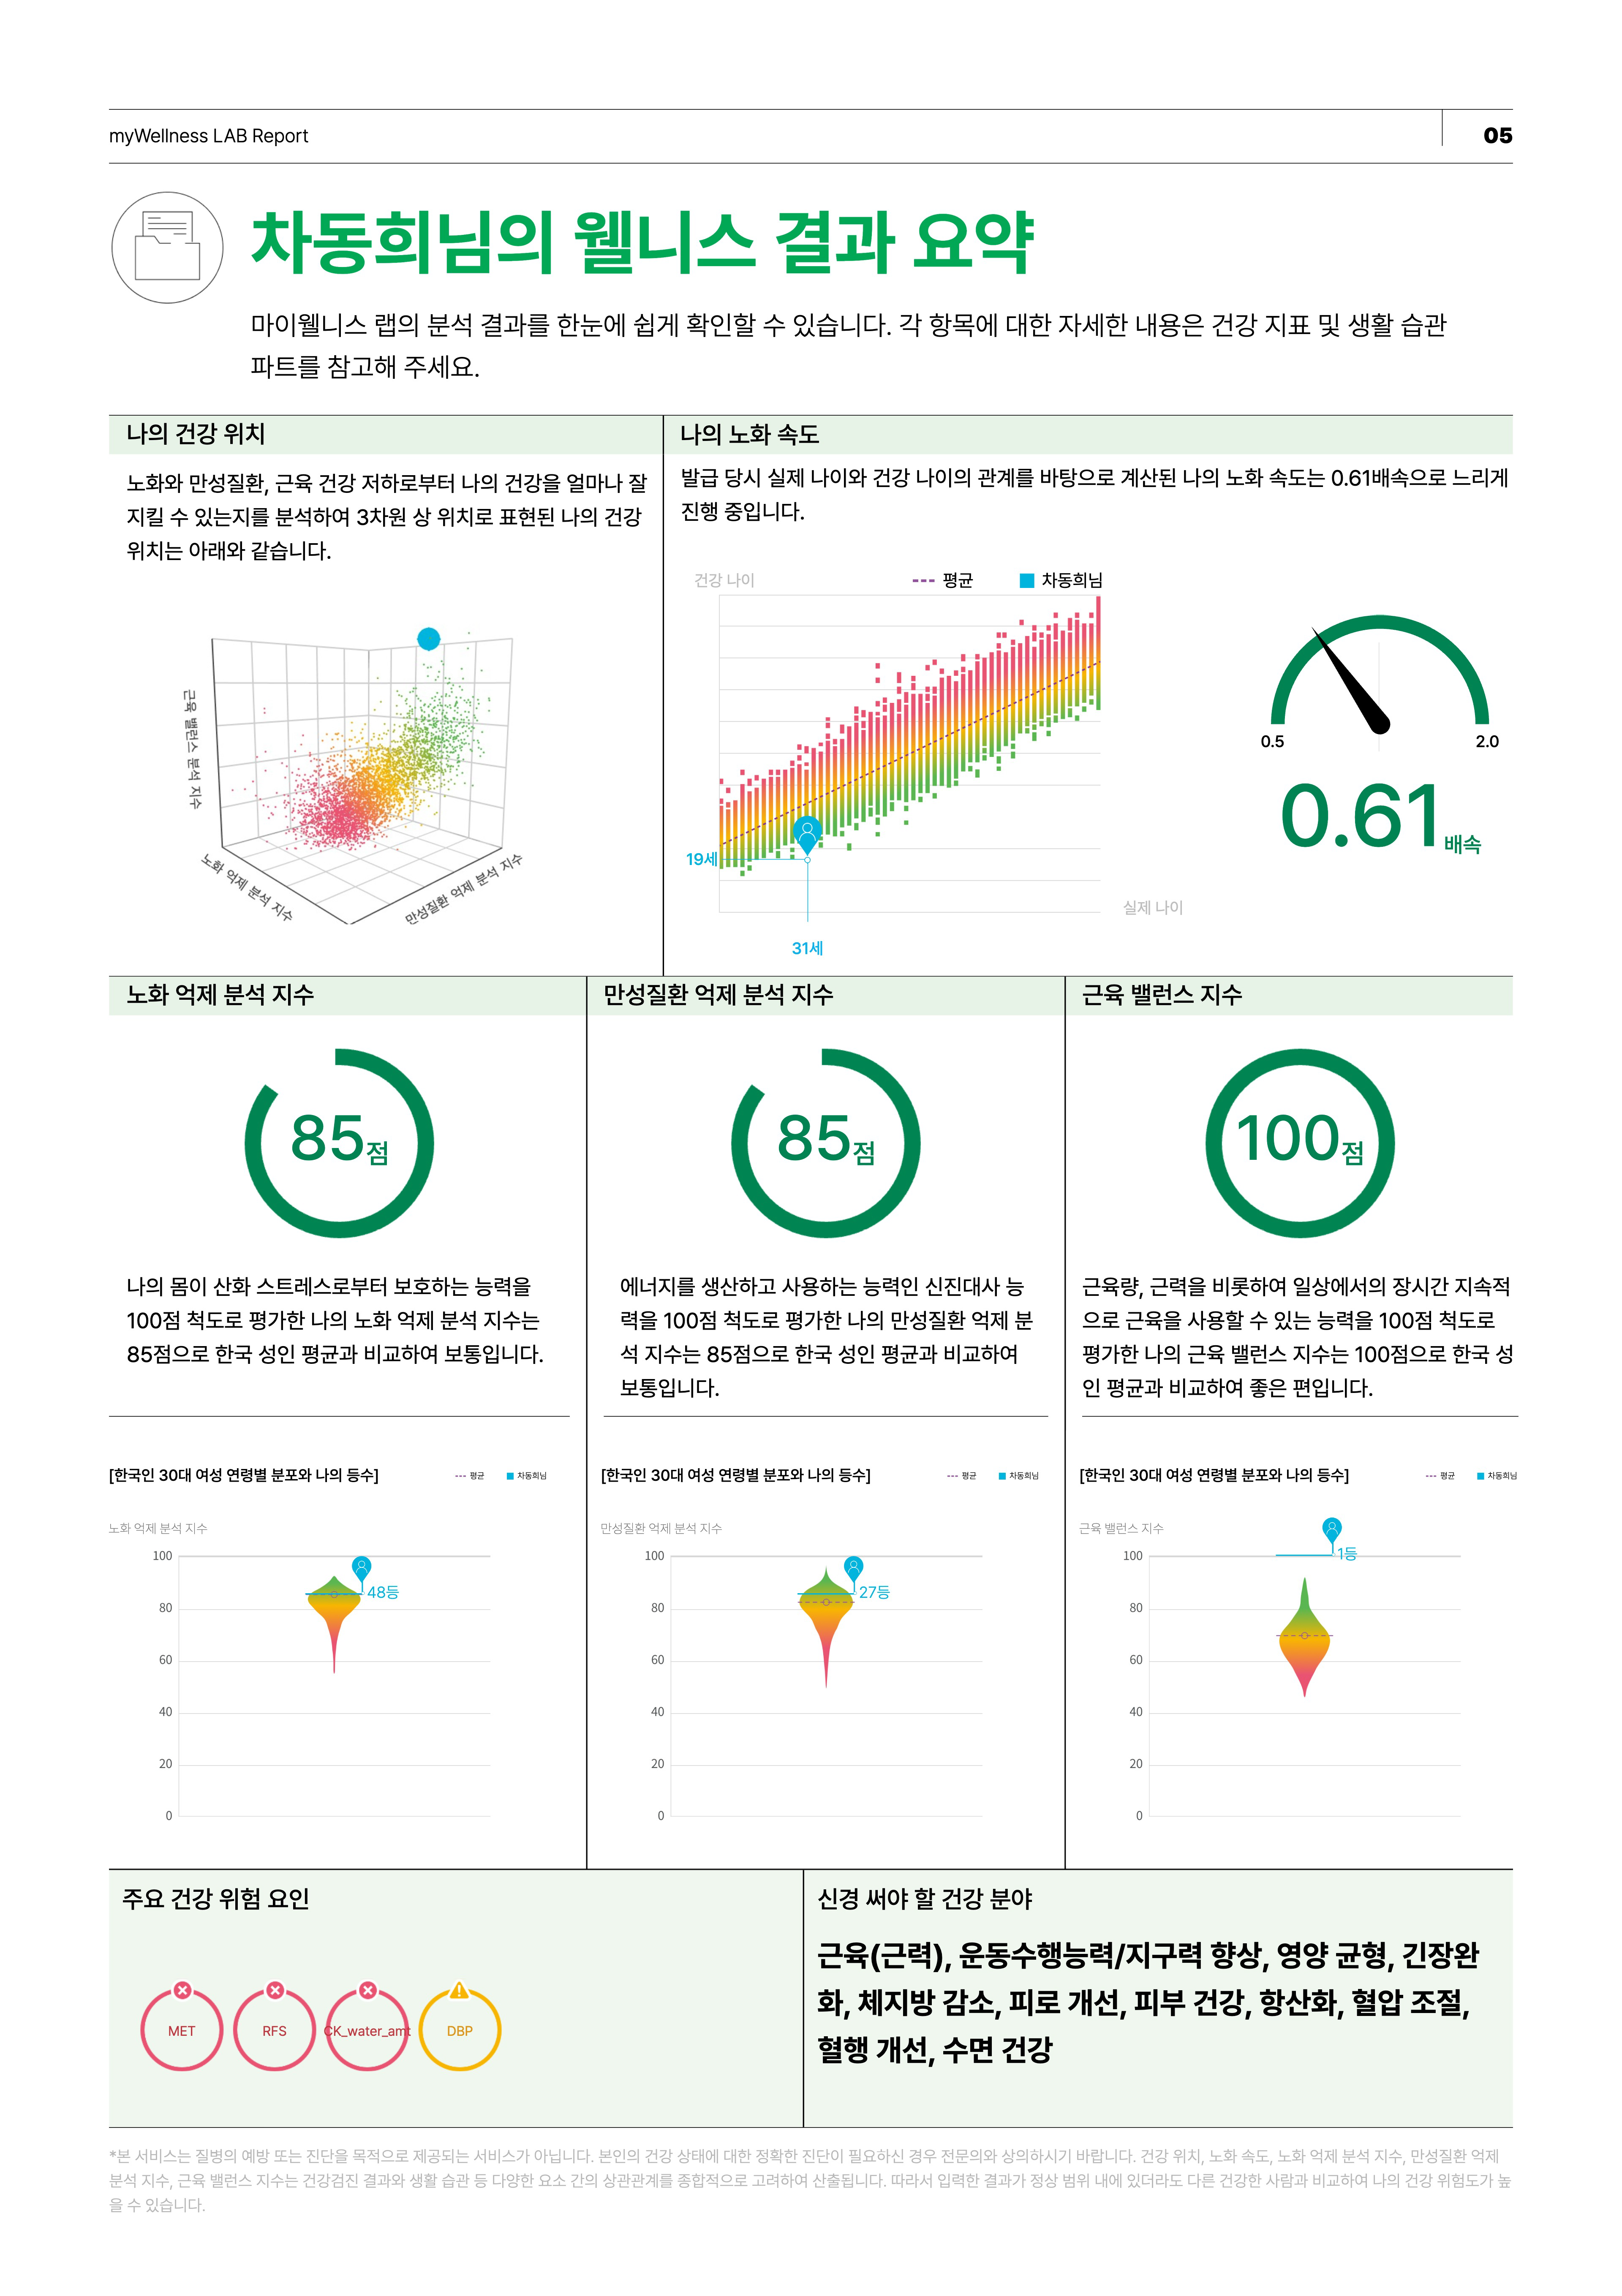 myWellness LAB Report
05
차동희님의 웰니스 결과 요약
마이웰니스 랩의 분석 결과를 한눈에 쉽게 확인할 수 있습니다. 각 항목에 대한 자세한 내용은 건강 지표 및 생활 습관
파트를 참고해 주세요.
나의 건강 위치
노화와 만성질환, 근육 건강 저하로부터 나의 건강을 얼마나 잘
지킬 수 있는지를 분석하여 3차원 상 위치로 표현된 나의 건강
위치는 아래와 같습니다.
근육 밸런스 분석 지수
노화 억제 분석 지수
만성질환 억제 분석 지수
나의 노화 속도
발급 당시 실제 나이와 건강 나이의 관계를 바탕으로 계산된 나의 노화 속도는 0.61배속으로 느리게
진행 중입니다.
건강 나이
평균
차동희님
19세
31세
실제 나이
0.5
2.0
0.61배속
노화 억제 분석 지수
85점
나의 몸이 산화 스트레스로부터 보호하는 능력을
100점 척도로 평가한 나의 노화 억제 분석 지수는
85점으로 한국 성인 평균과 비교하여 보통입니다.
[한국인 30대 여성 연령별 분포와 나의 등수]
평균
차동희님
노화 억제 분석 지수
100
80
60
40
20
0
48등
만성질환 억제 분석 지수
85점
에너지를 생산하고 사용하는 능력인 신진대사 능
력을 100점 척도로 평가한 나의 만성질환 억제 분
석 지수는 85점으로 한국 성인 평균과 비교하여
보통입니다.
[한국인 30대 여성 연령별 분포와 나의 등수]
평균
차동희님
만성질환 억제 분석 지수
100
80
60
40
20
0
27등
근육 밸런스 지수
100점
근육량, 근력을 비롯하여 일상에서의 장시간 지속적
으로 근육을 사용할 수 있는 능력을 100점 척도로
평가한 나의 근육 밸런스 지수는 100점으로 한국 성
인 평균과 비교하여 좋은 편입니다.
[한국인 30대 여성 연령별 분포와 나의 등수]
평균
차동희님
근육 밸런스 지수
100
80
60
40
20
0
1등
주요 건강 위험 요인
MET
RFS
CK_water_amt
DBP
신경 써야 할 건강 분야
근육(근력), 운동수행능력/지구력 향상, 영양 균형, 긴장완
화, 체지방 감소, 피로 개선, 피부 건강, 항산화, 혈압 조절,
혈행 개선, 수면 건강
*본 서비스는 질병의 예방 또는 진단을 목적으로 제공되는 서비스가 아닙니다. 본인의 건강 상태에 대한 정확한 진단이 필요하신 경우 전문의와 상의하시기 바랍니다. 건강 위치, 노화 속도, 노화 억제 분석 지수, 만성질환 억제
분석 지수, 근육 밸런스 지수는 건강검진 결과와 생활 습관 등 다양한 요소 간의 상관관계를 종합적으로 고려하여 산출됩니다. 따라서 입력한 결과가 정상 범위 내에 있더라도 다른 건강한 사람과 비교하여 나의 건강 위험도가 높
을 수 있습니다.